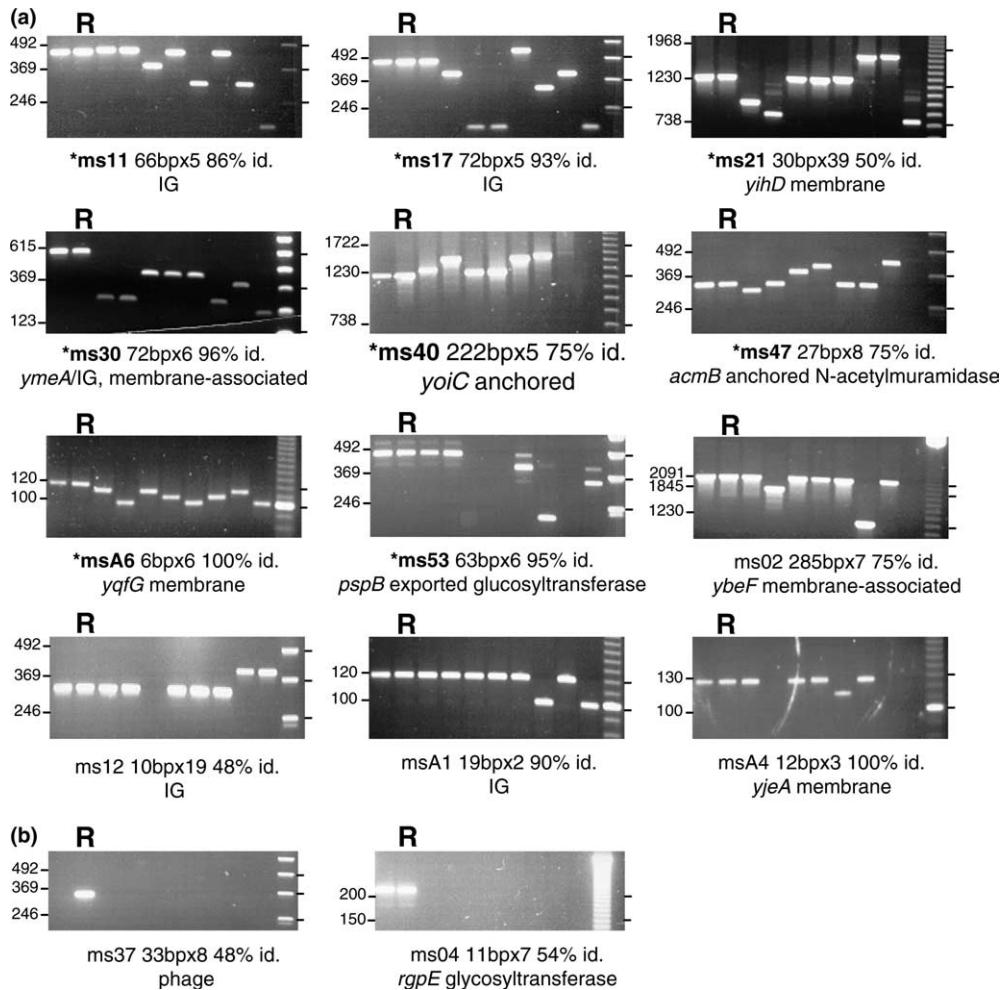 (a)
R R R
492 492 1968
369 369 1230
246 246 738
*ms11 66bpx5 86% id. *ms17 72bpx5 93% id. *ms21 30bpx39 50% id.
IG IG yihD membrane
R R R
615 1722 492
369 1230 369
123 738 246
*ms30 72bpx6 96% id. *ms40 222bpx5 75% id. *ms47 27bpx8 75% id.
ymeA/IG, membrane-associated yoiC anchored acmB anchored N-acetylmuramidase
R R R
120 492 2091
100 369 1845
246 1230
*msA6 6bpx6 100% id. *ms53 63bpx6 95% id. ms02 285bpx7 75% id.
yqfG membrane pspB exported glucosyltransferase ybeF membrane-associated
R R R
492 120 130
369 100 100
246
ms12 10bpx19 48% id. msA1 19bpx2 90% id. msA4 12bpx3 100% id.
IG IG yjeA membrane
(b)
R R
492 200
369 150
246
ms37 33bpx8 48% id. ms04 11bpx7 54% id.
phage rgpE glycosyltransferase